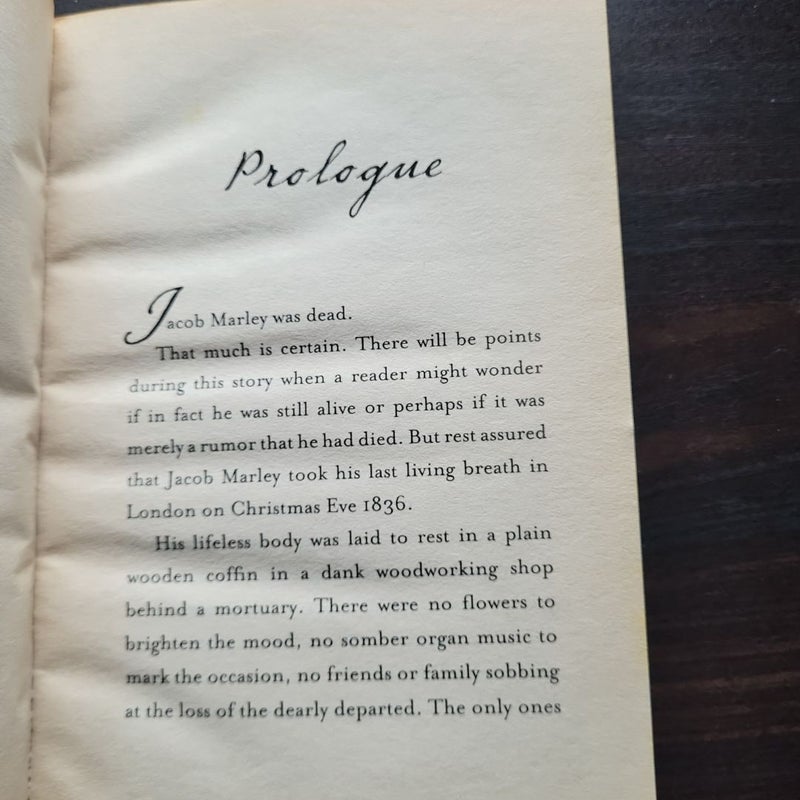 Prologue
Jacob Marley was dead.
That much is certain. There will be points
during this story when a reader might wonder
if in fact he was still alive or perhaps if it was
merely a rumor that he had died. But rest assured
that Jacob Marley took his last living breath in
London on Christmas Eve 1836.
His lifeless body was laid to rest in a plain
wooden coffin in a dank woodworking shop
behind a mortuary. There were no flowers to
brighten the mood, no somber organ music to
mark the occasion, no friends or family sobbing
at the loss of the dearly departed. The only ones